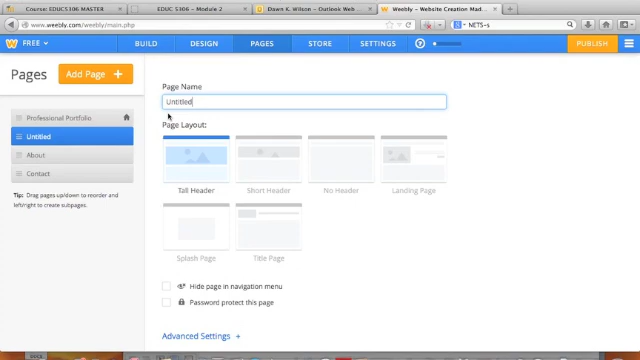 Course: EDUC5306 MASTER
EDUC 5306 – Module 2
Dawn K. Wilson – Outlook Web ...
Weebly – Website Creation Mad...
www.weebly.com/weebly/main.php
NETS-s
FREE
BUILD
DESIGN
PAGES
STORE
SETTINGS
PUBLISH
Pages
Add Page +
Professional Portfolio
Untitled
About
Contact
Tip: Drag pages up/down to reorder and
left/right to create subpages.
Page Name
Untitled
Page Layout:
Tall Header
Short Header
No Header
Landing Page
Splash Page
Title Page
Hide page in navigation menu
Password protect this page
Advanced Settings +